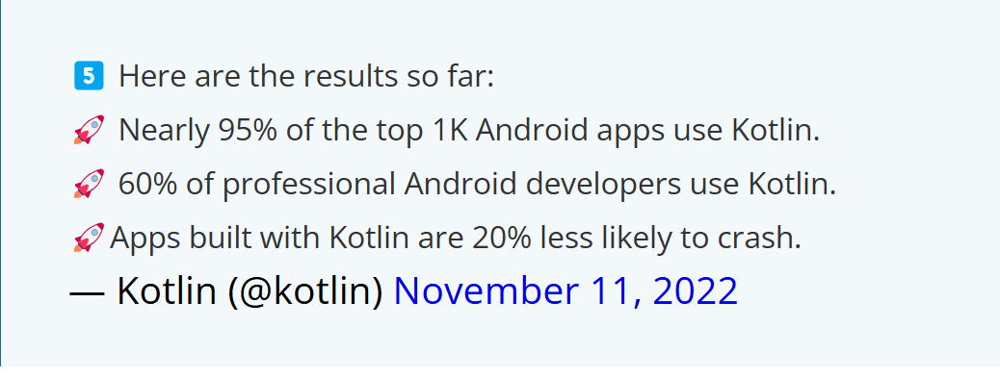 5️⃣ Here are the results so far:
🚀 Nearly 95% of the top 1K Android apps use Kotlin.
🚀 60% of professional Android developers use Kotlin.
🚀 Apps built with Kotlin are 20% less likely to crash.
— Kotlin (@kotlin) November 11, 2022